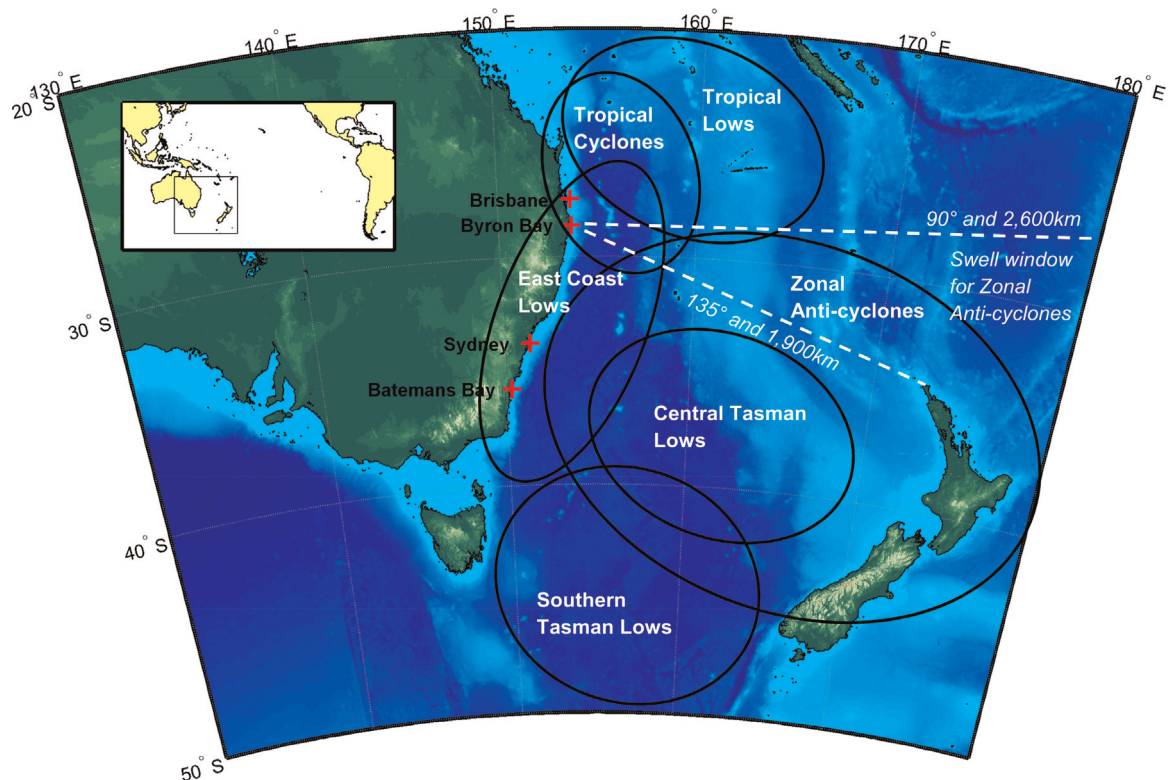 130° E
140° E
150° E
160° E
170° E
180° E
20° S
30° S
40° S
50° S
Tropical
Lows
Tropical
Cyclones
Brisbane
Byron Bay
90° and 2,600km
Swell window
for Zonal
Anti-cyclones
East Coast
Lows
Zonal
Anti-cyclones
135° and 1,900km
Sydney
Batemans Bay
Central Tasman
Lows
Southern
Tasman Lows